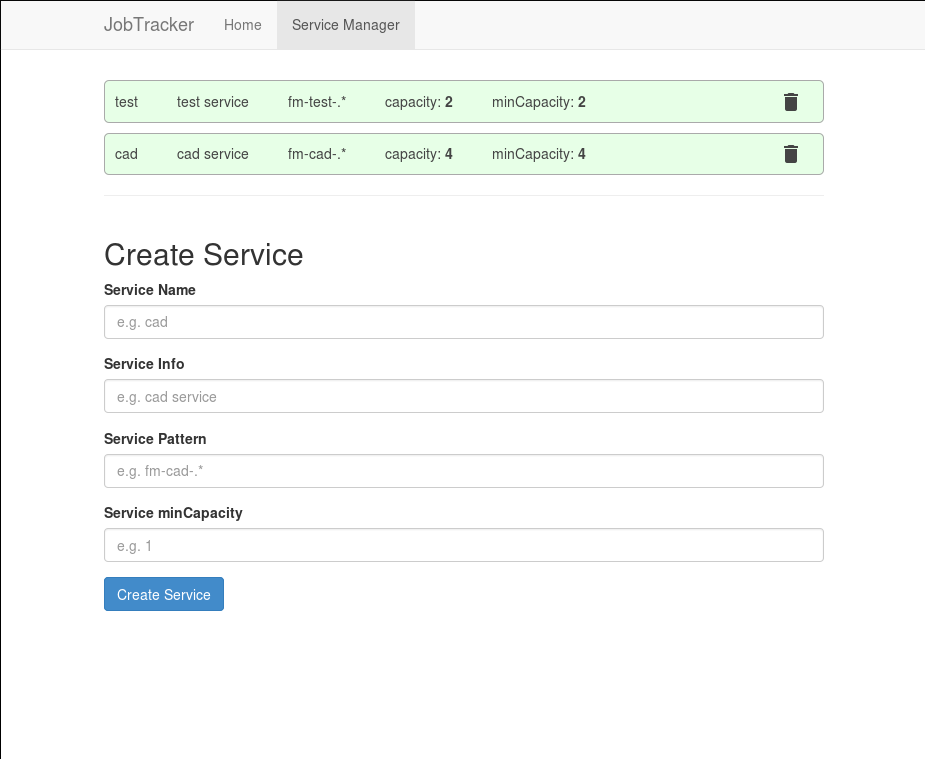 JobTracker Home Service Manager
test test service fm-test-.* capacity: 2 minCapacity: 2
cad cad service fm-cad-.* capacity: 4 minCapacity: 4
Create Service
Service Name
e.g. cad
Service Info
e.g. cad service
Service Pattern
e.g. fm-cad-.*
Service minCapacity
e.g. 1
Create Service